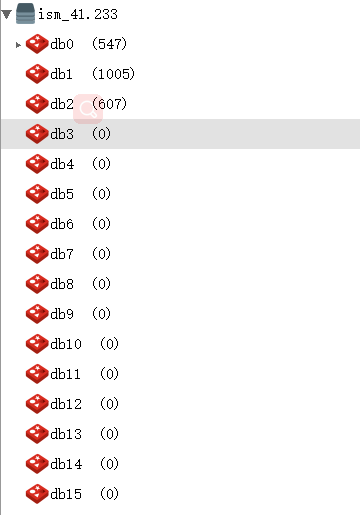 ism_41.233
db0 (547)
db1 (1005)
db2 (607)
db3 (0)
db4 (0)
db5 (0)
db6 (0)
db7 (0)
db8 (0)
db9 (0)
db10 (0)
db11 (0)
db12 (0)
db13 (0)
db14 (0)
db15 (0)